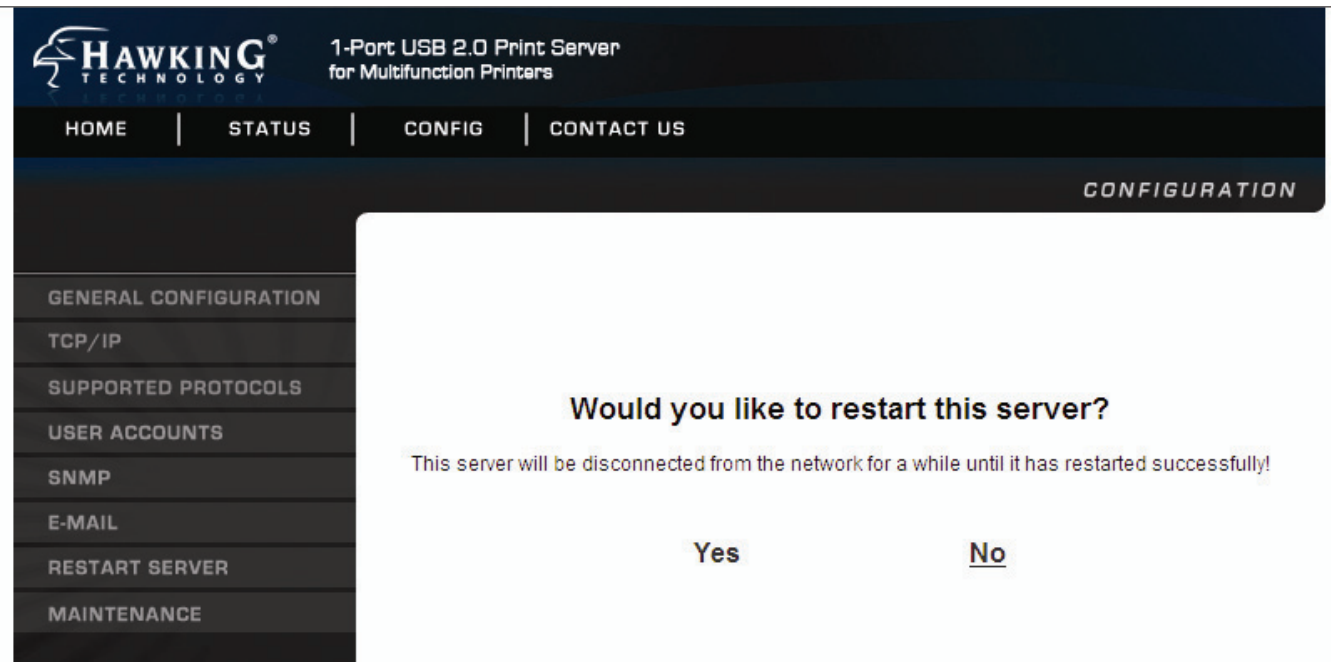 HAWKING®
TECHNOLOGY
1-Port USB 2.0 Print Server
for Multifunction Printers
HOME | STATUS | CONFIG | CONTACT US
CONFIGURATION
GENERAL CONFIGURATION
TCP/IP
SUPPORTED PROTOCOLS
USER ACCOUNTS
SNMP
E-MAIL
RESTART SERVER
MAINTENANCE
Would you like to restart this server?
This server will be disconnected from the network for a while until it has restarted successfully!
Yes No